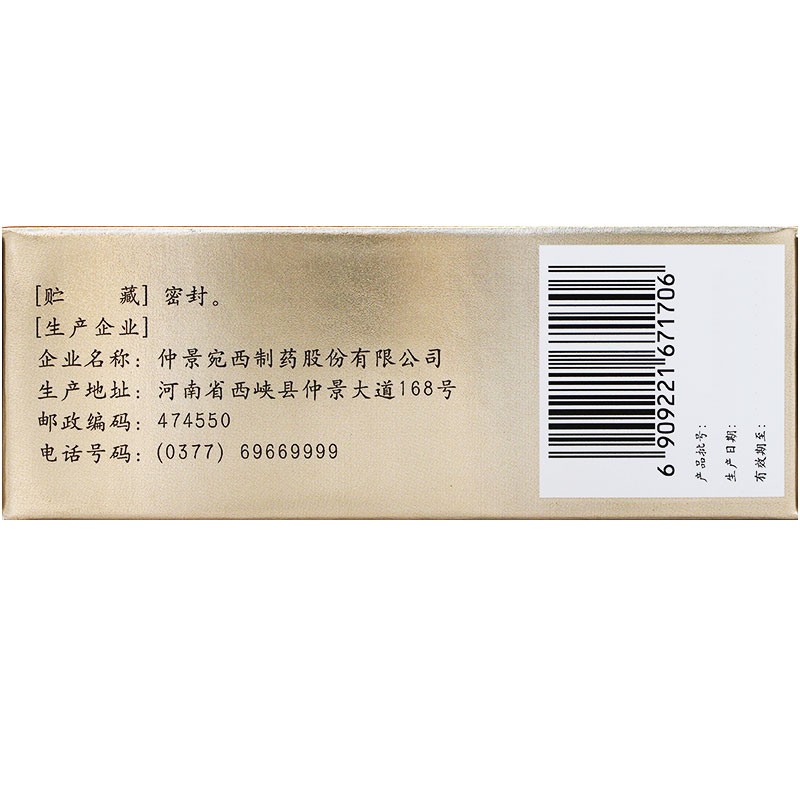 [贮 藏] 密封。
[生产企业]
企业名称：仲景宛西制药股份有限公司
生产地址：河南省西峡县仲景大道168号
邮政编码：474550
电话号码：(0377) 69669999
6 909221 671706
产品批号：
生产日期：
有效期至：